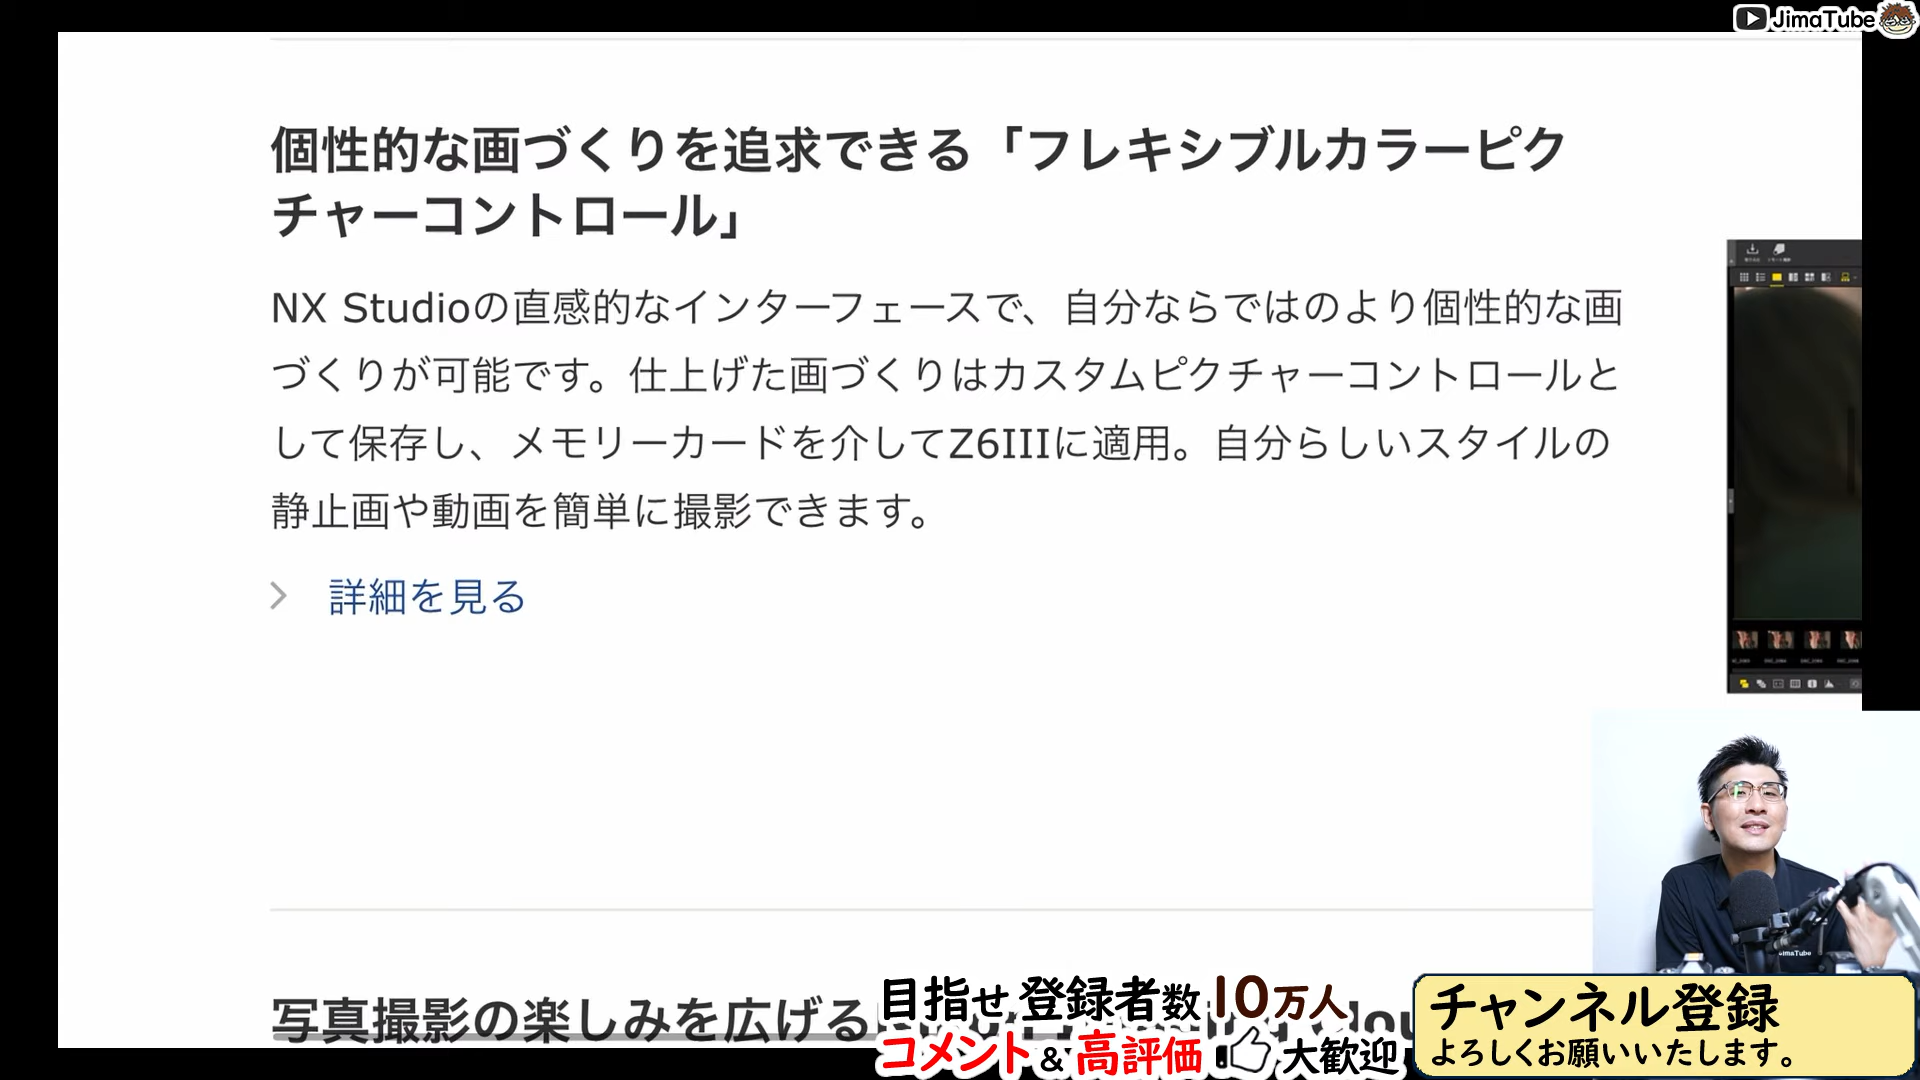 JimaTube
個性的な画づくりを追求できる「フレキシブルカラーピク
チャーコントロール」
NX Studioの直感的なインターフェースで、自分ならではのより個性的な画
づくりが可能です。仕上げた画づくりはカスタムピクチャーコントロールと
して保存し、メモリーカードを介してZ6IIIに適用。自分らしいスタイルの
静止画や動画を簡単に撮影できます。
詳細を見る
JimaTube
写真撮影の楽しみを広げる
目指せ 登録者数 10万人
コメント&高評価 大歓迎
チャンネル登録
よろしくお願いいたします。